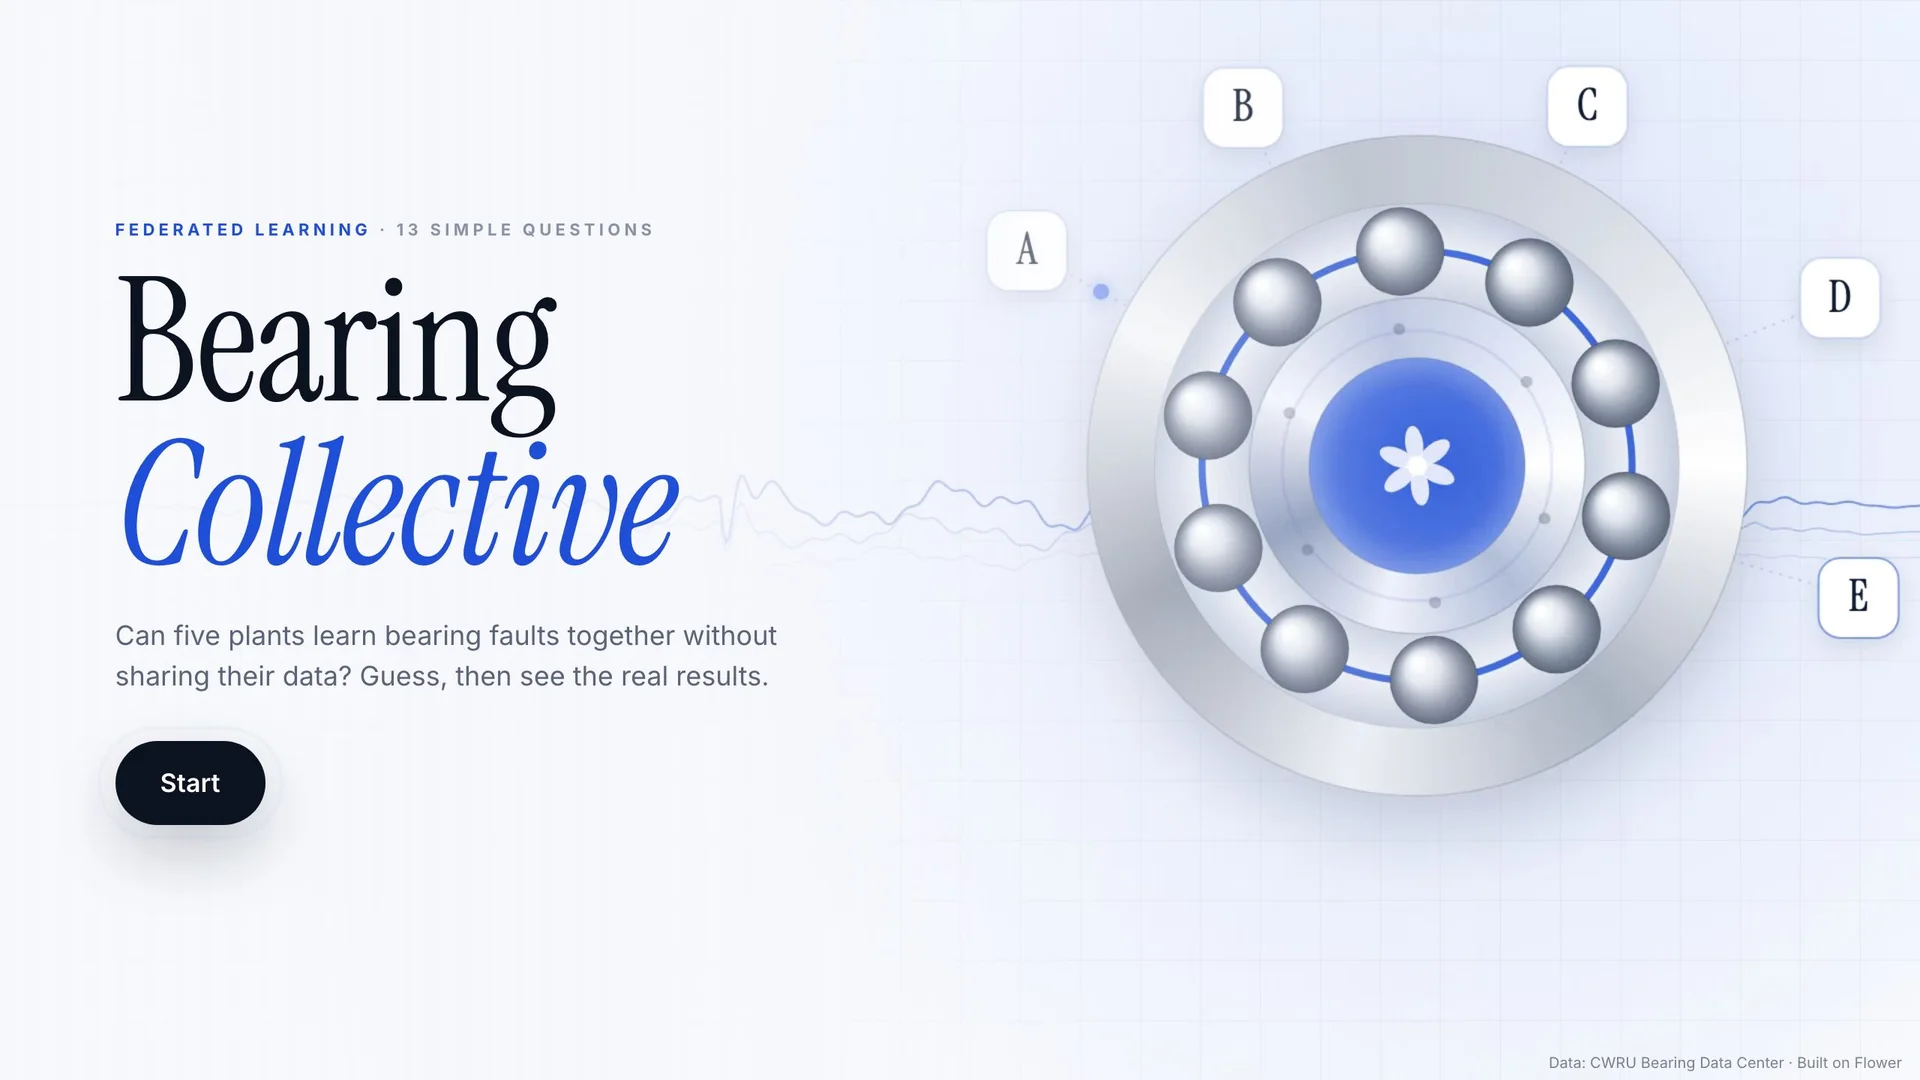 FEDERATED LEARNING · 13 SIMPLE QUESTIONS
Bearing
Collective
Can five plants learn bearing faults together without
sharing their data? Guess, then see the real results.
Start
A
B
C
D
E
Data: CWRU Bearing Data Center · Built on Flower